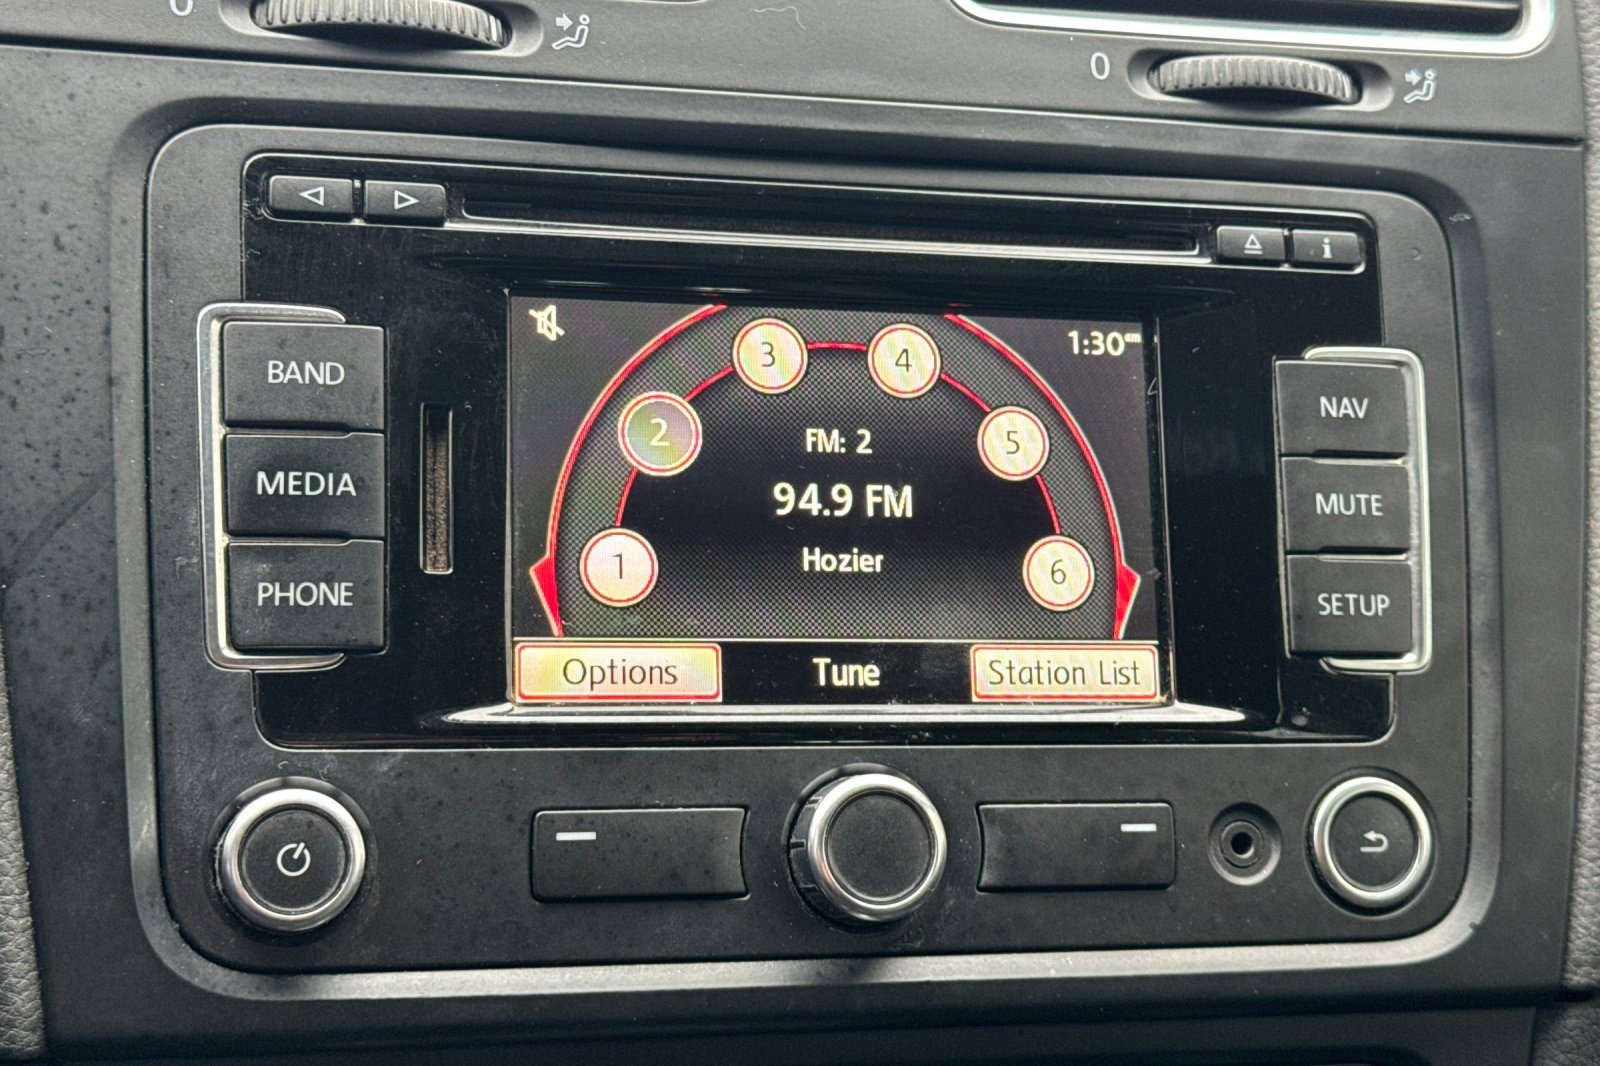 0
0
i
BAND
MEDIA
PHONE
1:30am
3
4
2
5
1
6
FM: 2
94.9 FM
Hozier
Options
Tune
Station List
NAV
MUTE
SETUP